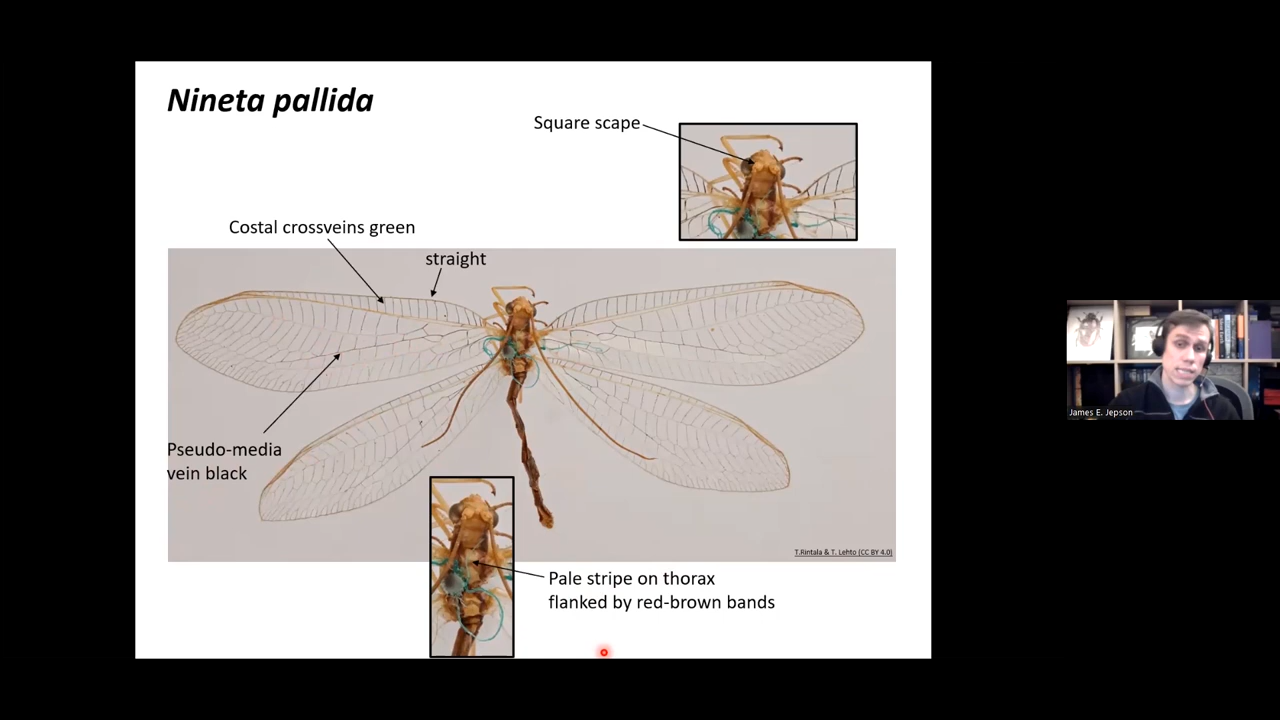 Nineta pallida
Square scape
Costal crossveins green
straight
Pseudo-media
vein black
T.Rintala & T. Lehto (CC BY 4.0)
Pale stripe on thorax
flanked by red-brown bands
James E. Jepson